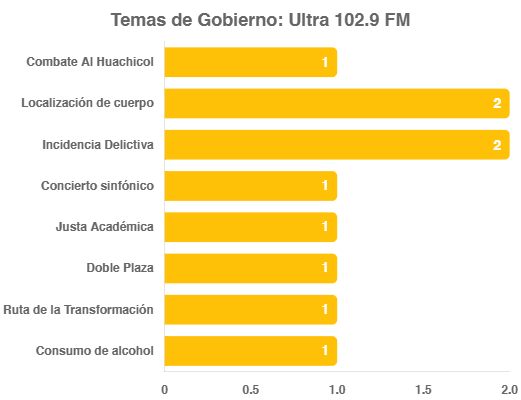 Temas de Gobierno: Ultra 102.9 FM
Combate Al Huachicol 1
Localización de cuerpo 2
Incidencia Delictiva 2
Concierto sinfónico 1
Justa Académica 1
Doble Plaza 1
Ruta de la Transformación 1
Consumo de alcohol 1
0 0.5 1.0 1.5 2.0